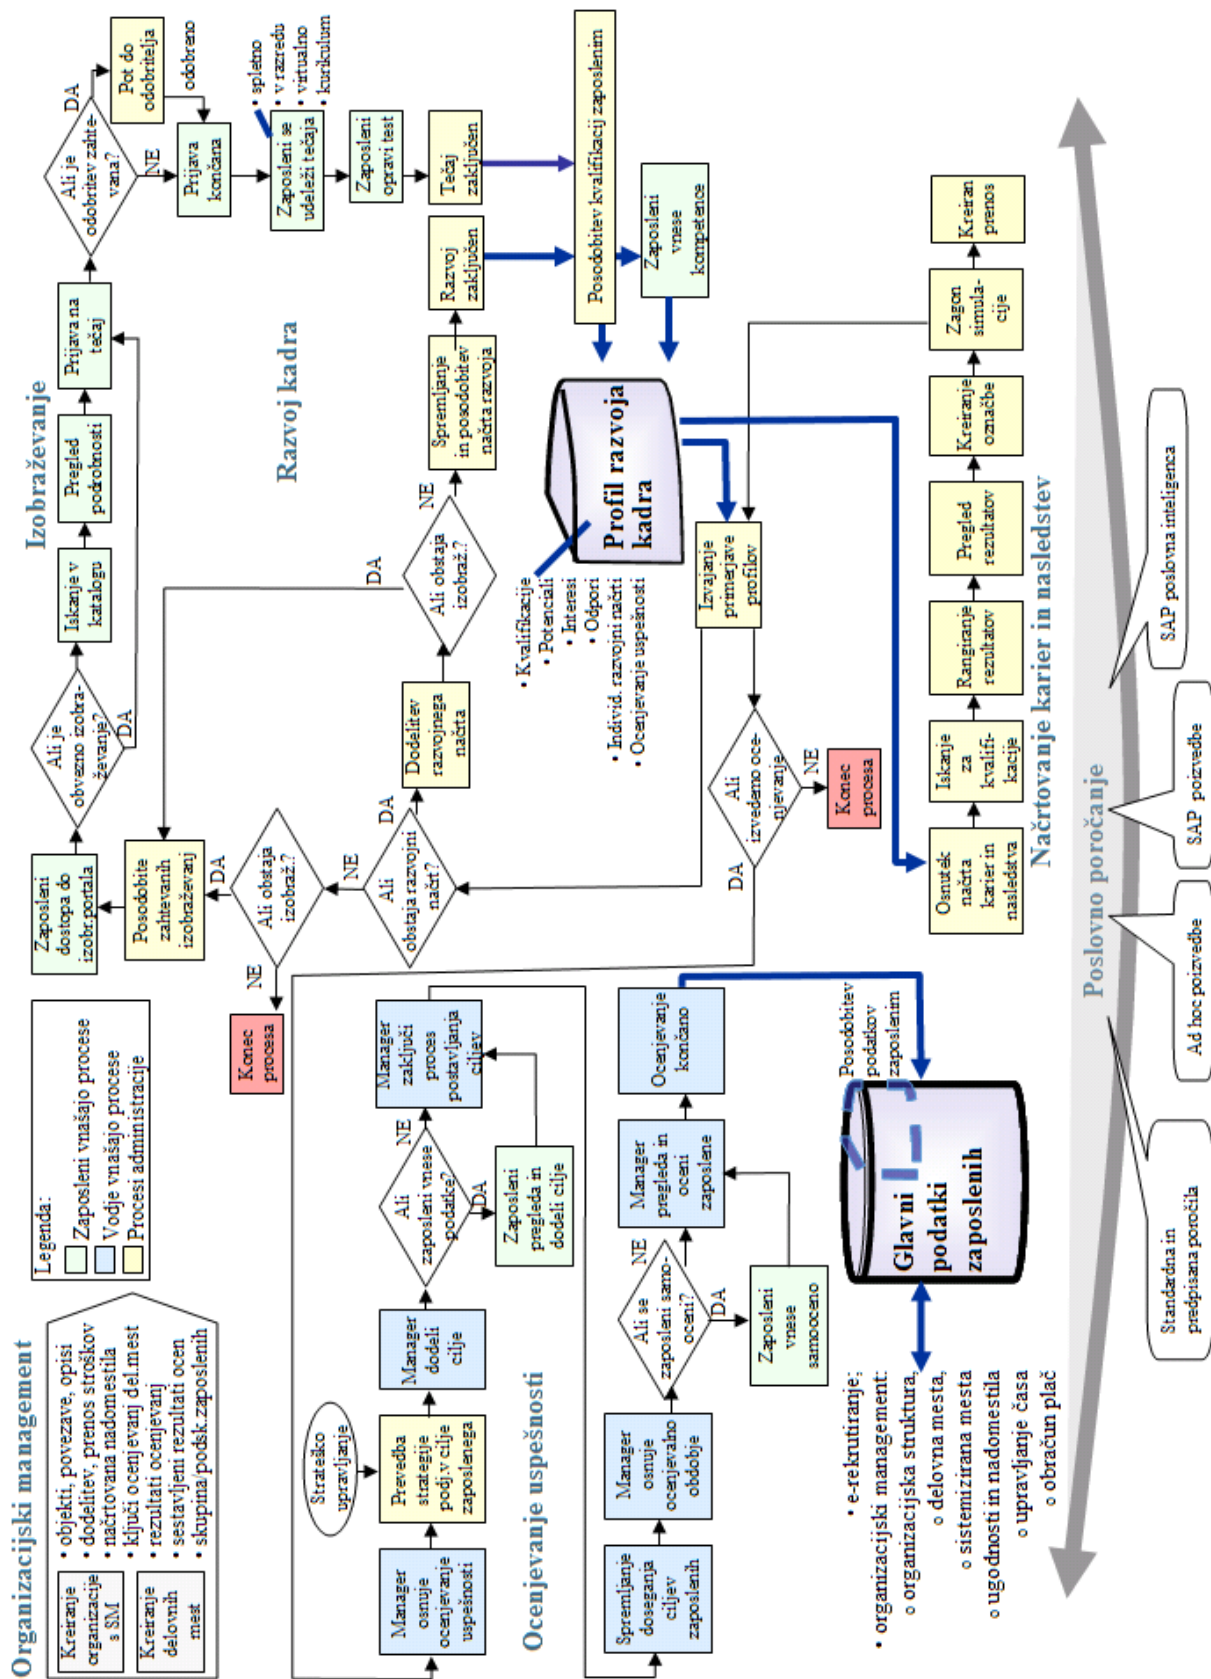 Organizacijski management
Kreiranje
organizacije
s SM
Kreiranje
delovnih
mest
• objekti, povezave, opisi
• dodelitev, prenos stroškov
• načrtovana nadomestila
• ključi ocenjevanj del.mest
• rezultati ocenjevanj
• sestavljeni rezultati ocen
• skupina/podsk.zaposlenih
Legenda:
Zaposleni vnašajo procese
Vodje vnašajo procese
Procesi administracije
Izobraževanje
Zaposleni
dostopa do
izobr.portala
Ali je
obvezno izobra-
ževanje?
DA
Iskanje v
katalogu
Pregled
podrobnosti
Prijava na
tečaj
Ali je
odobritev zahte-
vana?
DA
NE
Pot do
odobritelja
odobreno
Prijava
končana
Zaposleni se
udeleži tečaja
• spletno
• v razredu
• virtualno
• kurikulum
Zaposleni
opravi test
Tečaj
zaključen
Posodobite
zahtevanih
izobraževanj
DA
Ali obstaja
izobraž.?
NE
Konec
procesa
NE
Razvoj kadra
Ali
obstaja razvojni
načrt?
DA
Dodelitev
razvojnega
načrta
Ali obstaja
izobraž.?
DA
NE
Spremljanje
in posodobitev
načrta razvoja
Razvoj
zaključen
Posodobitev kvalifikacij zaposlenim
Zaposleni
vnese
kompetence
Profil razvoja
kadra
• Kvalifikacije
• Potenciali
• Interesi
• Odpori
• Individ. razvojni načrti
• Ocenjevanje uspešnosti
Izvajanje
primerjave
profilov
Ali
izvedemo oce-
njevanje
DA
NE
Konec
procesa
Strateško
upravljanje
Manager
osnuje
ocenjevanje
uspešnosti
Prevedba
strategije
podj.v cilje
zaposlenega
Manager
dodeli
cilje
Ali
zaposleni vnese
podatke?
NE
DA
Manager
zaključi
proces
postavljanja
ciljev
Zaposleni
pregleda in
dodeli cilje
Ocenjevanje uspešnosti
Spremljanje
doseganja
ciljev
zaposlenih
Manager
osnuje
ocenjevalno
obdobje
Ali se
zaposleni samo-
oceni?
NE
DA
Zaposleni
vnese
samooceno
Manager
pregleda in
oceni
zaposlene
Ocenjevanje
končano
Posodobitev
podatkov
zaposlenim
Glavni
podatki
zaposlenih
• e-rekrutiranje;
• organizacijski management:
o organizacijska struktura,
o delovna mesta,
o sistemizirana mesta
o ugodnosti in nadomestila
o upravljanje časa
o obračun plač
Osnutek
načrta
karier in
nasledstva
Iskanje
za
kvalifi-
kacije
Rangiranje
rezultatov
Pregled
rezultatov
Kreiranje
označbe
Zagon
simula-
cije
Kreiran
prenos
Načrtovanje karier in nasledstev
Poslovno poročanje
Standardna in
predpisana poročila
Ad hoc poizvedbe
SAP poizvedbe
SAP poslovna inteligenca